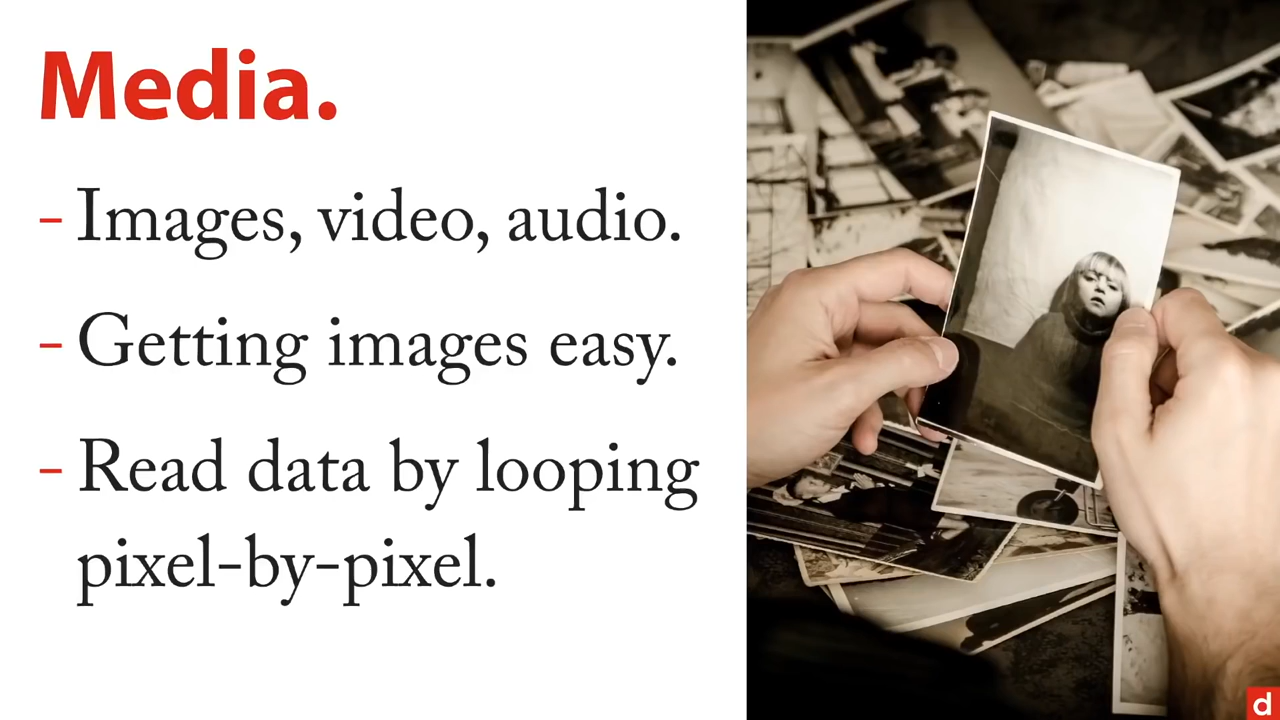 Media.
- Images, video, audio.
- Getting images easy.
- Read data by looping
pixel-by-pixel.
d